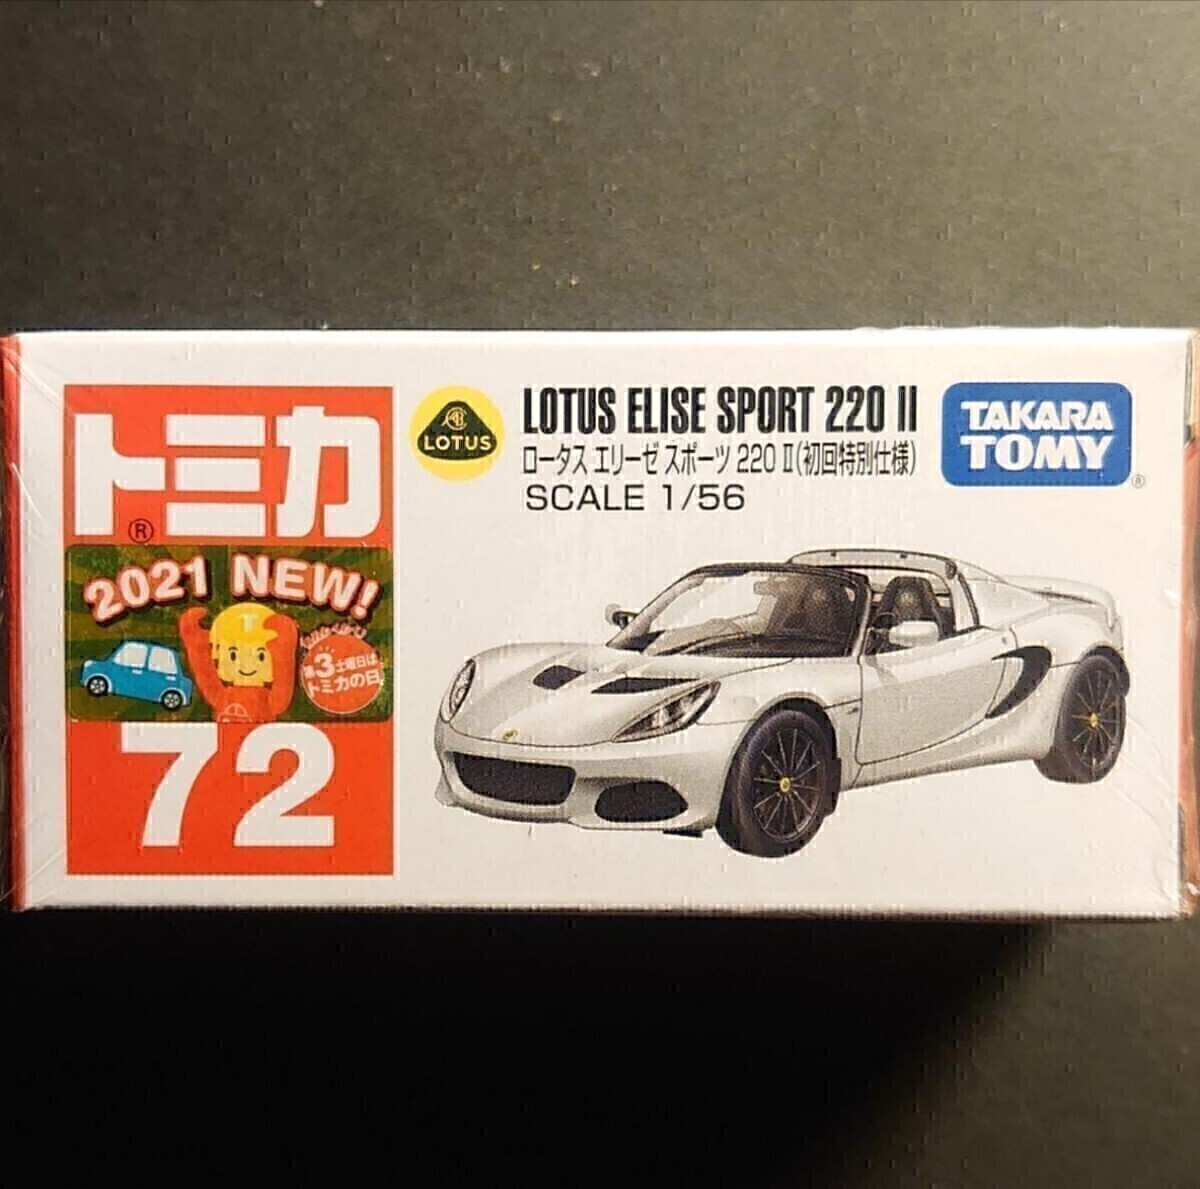 トミカ
®
2021 NEW!
第3土曜日は
トミカの日
72
LOTUS
LOTUS ELISE SPORT 220 II
ロータス エリーゼ スポーツ 220 II(初回特別仕様)
SCALE 1/56
TAKARA
TOMY
®